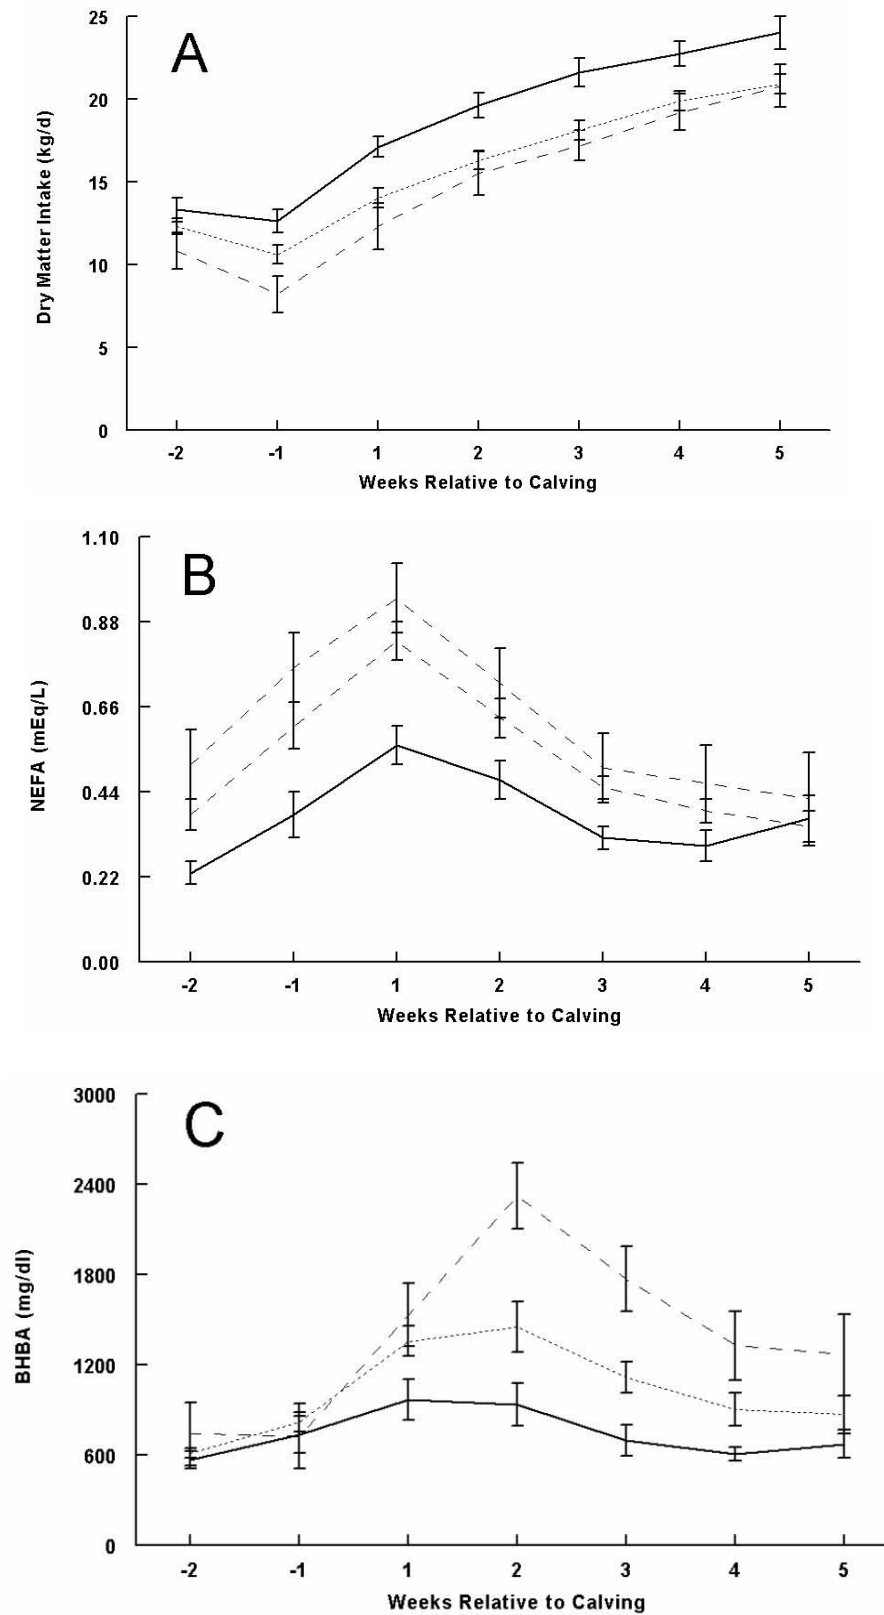 A
Dry Matter Intake (kg/d)
25
20
15
10
5
0
-2 -1 1 2 3 4 5
Weeks Relative to Calving
B
NEFA (mEq/L)
1.10
0.88
0.66
0.44
0.22
0.00
-2 -1 1 2 3 4 5
Weeks Relative to Calving
C
BHBA (mg/dl)
3000
2400
1800
1200
600
0
-2 -1 1 2 3 4 5
Weeks Relative to Calving